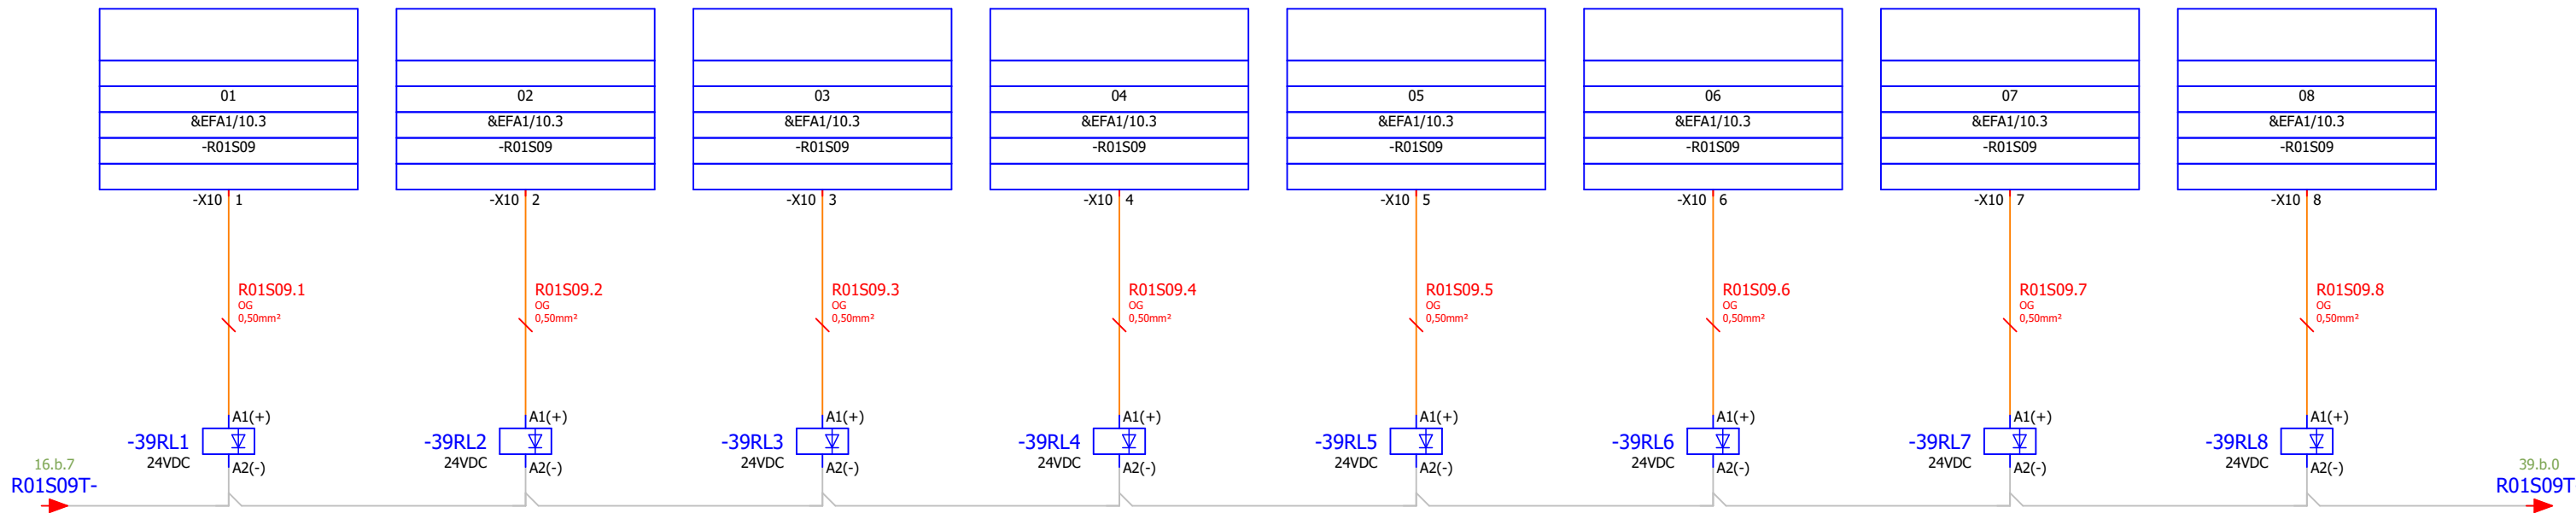 01 02 03 04 05 06 07 08
&EFA1/10.3 &EFA1/10.3 &EFA1/10.3 &EFA1/10.3 &EFA1/10.3 &EFA1/10.3 &EFA1/10.3 &EFA1/10.3
-R01S09 -R01S09 -R01S09 -R01S09 -R01S09 -R01S09 -R01S09 -R01S09
-X10 1 -X10 2 -X10 3 -X10 4 -X10 5 -X10 6 -X10 7 -X10 8
R01S09.1 R01S09.2 R01S09.3 R01S09.4 R01S09.5 R01S09.6 R01S09.7 R01S09.8
OG OG OG OG OG OG OG OG
0,50mm² 0,50mm² 0,50mm² 0,50mm² 0,50mm² 0,50mm² 0,50mm² 0,50mm²
A1(+) A1(+) A1(+) A1(+) A1(+) A1(+) A1(+) A1(+)
-39RL1 -39RL2 -39RL3 -39RL4 -39RL5 -39RL6 -39RL7 -39RL8
24VDC 24VDC 24VDC 24VDC 24VDC 24VDC 24VDC 24VDC
A2(-) A2(-) A2(-) A2(-) A2(-) A2(-) A2(-) A2(-)
16.b.7 39.b.0
R01S09T- R01S09T